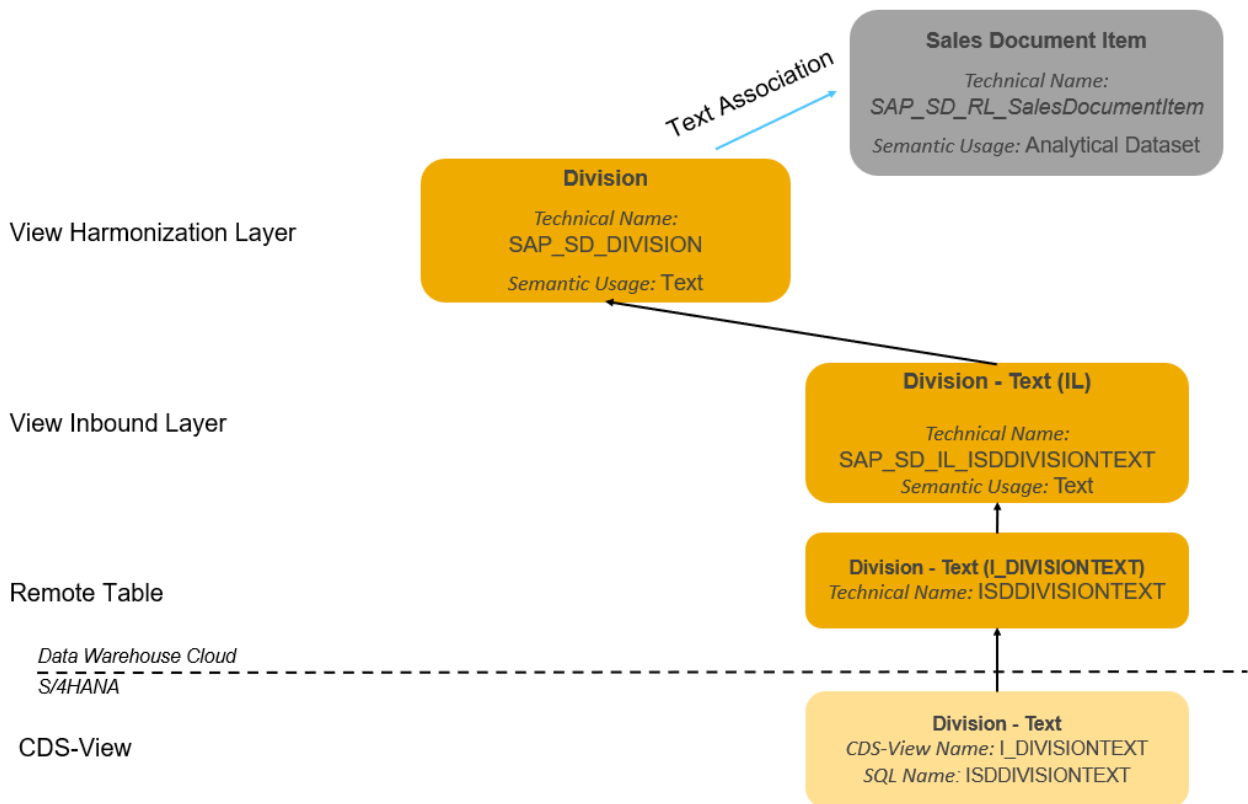 Sales Document Item
Technical Name:
SAP_SD_RL_SalesDocumentItem
Semantic Usage: Analytical Dataset
Text Association
Division
Technical Name:
SAP_SD_DIVISION
Semantic Usage: Text
View Harmonization Layer
Division - Text (IL)
Technical Name:
SAP_SD_IL_ISDDIVISIONTEXT
Semantic Usage: Text
View Inbound Layer
Division - Text (I_DIVISIONTEXT)
Technical Name: ISDDIVISIONTEXT
Remote Table
Data Warehouse Cloud
S/4HANA
Division - Text
CDS-View Name: I_DIVISIONTEXT
SQL Name: ISDDIVISIONTEXT
CDS-View